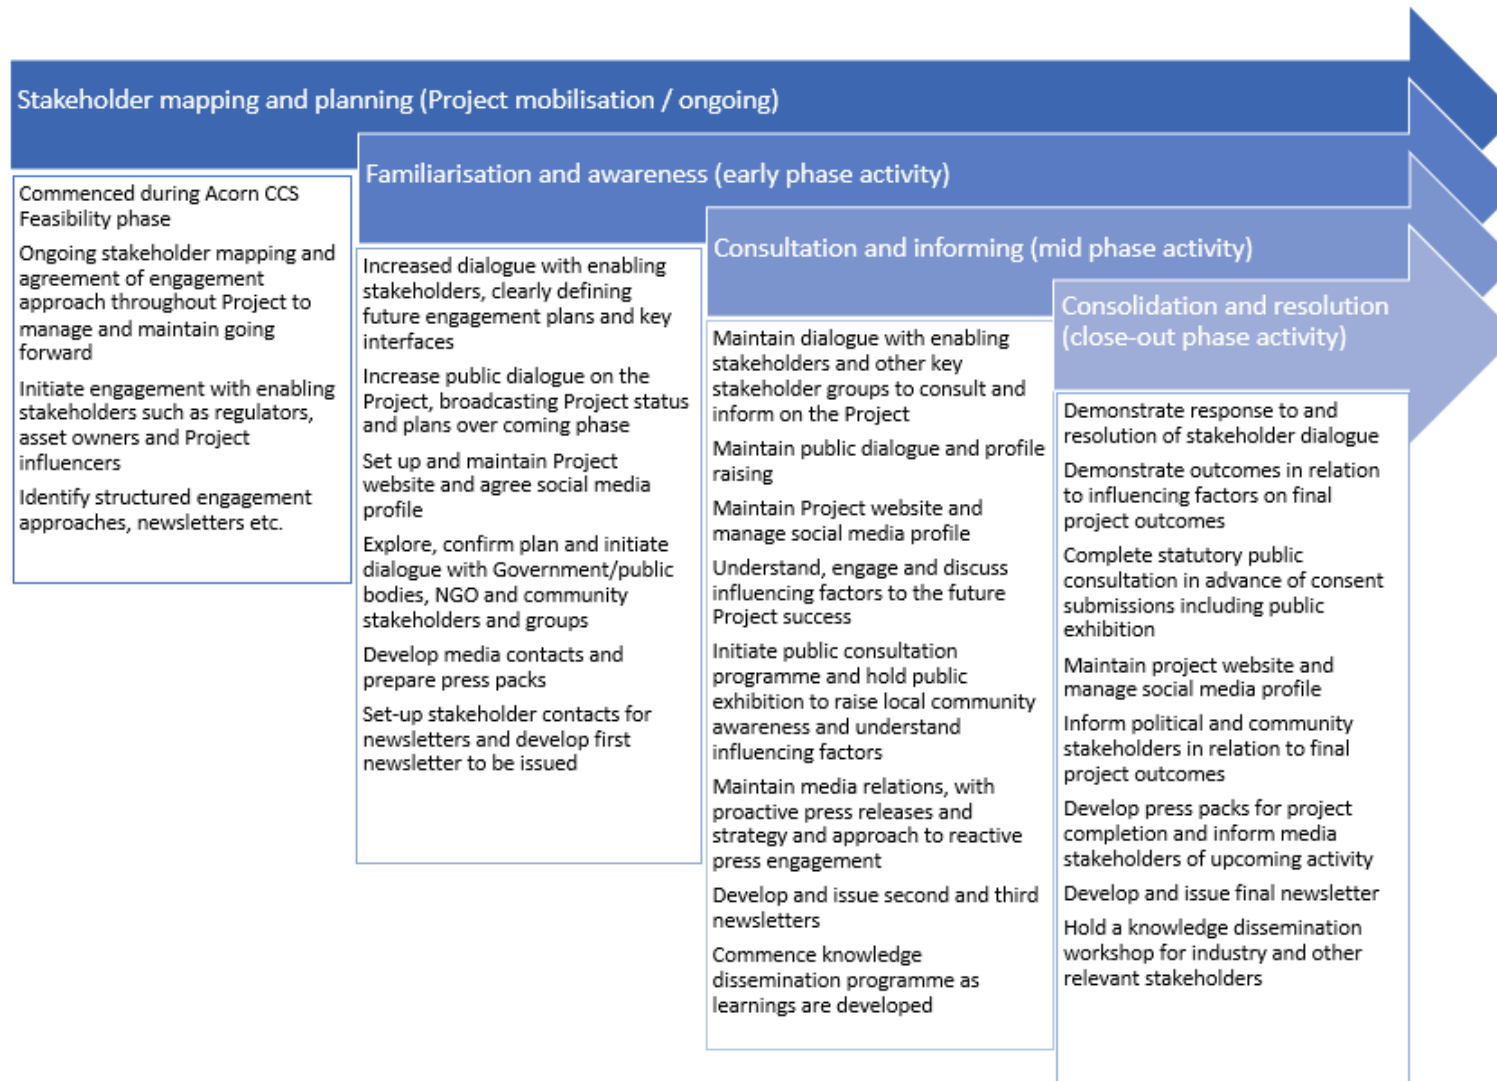 Stakeholder mapping and planning (Project mobilisation / ongoing)
Commenced during Acorn CCS
Feasibility phase
Ongoing stakeholder mapping and
agreement of engagement
approach throughout Project to
manage and maintain going
forward
Initiate engagement with enabling
stakeholders such as regulators,
asset owners and Project
influencers
Identify structured engagement
approaches, newsletters etc.
Familiarisation and awareness (early phase activity)
Increased dialogue with enabling
stakeholders, clearly defining
future engagement plans and key
interfaces
Increase public dialogue on the
Project, broadcasting Project status
and plans over coming phase
Set up and maintain Project
website and agree social media
profile
Explore, confirm plan and initiate
dialogue with Government/public
bodies, NGO and community
stakeholders and groups
Develop media contacts and
prepare press packs
Set-up stakeholder contacts for
newsletters and develop first
newsletter to be issued
Consultation and informing (mid phase activity)
Maintain dialogue with enabling
stakeholders and other key
stakeholder groups to consult and
inform on the Project
Maintain public dialogue and profile
raising
Maintain Project website and
manage social media profile
Understand, engage and discuss
influencing factors to the future
Project success
Initiate public consultation
programme and hold public
exhibition to raise local community
awareness and understand
influencing factors
Maintain media relations, with
proactive press releases and
strategy and approach to reactive
press engagement
Develop and issue second and third
newsletters
Commence knowledge
dissemination programme as
learnings are developed
Consolidation and resolution
(close-out phase activity)
Demonstrate response to and
resolution of stakeholder dialogue
Demonstrate outcomes in relation
to influencing factors on final
project outcomes
Complete statutory public
consultation in advance of consent
submissions including public
exhibition
Maintain project website and
manage social media profile
Inform political and community
stakeholders in relation to final
project outcomes
Develop press packs for project
completion and inform media
stakeholders of upcoming activity
Develop and issue final newsletter
Hold a knowledge dissemination
workshop for industry and other
relevant stakeholders